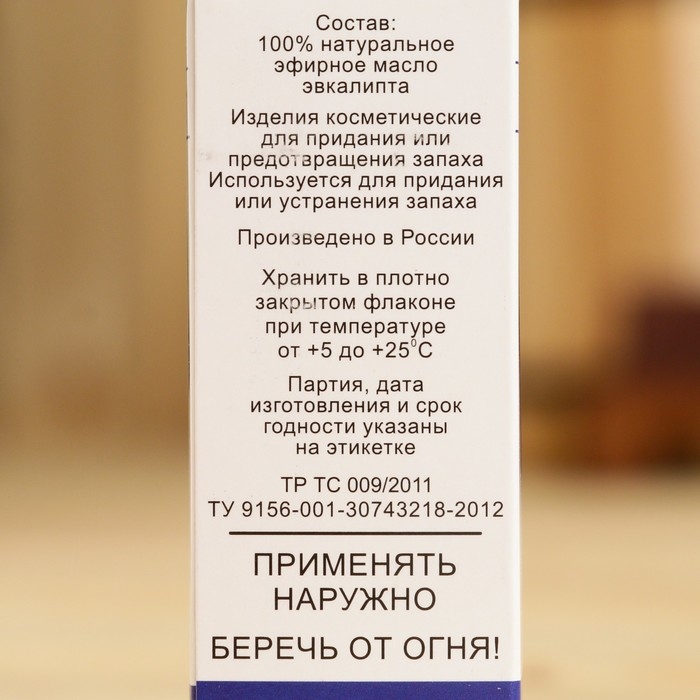 Состав:
100% натуральное
эфирное масло
эвкалипта
Изделия косметические
для придания или
предотвращения запаха
Используется для придания
или устранения запаха
Произведено в России
Хранить в плотно
закрытом флаконе
при температуре
от +5 до +25⁰С
Партия, дата
изготовления и срок
годности указаны
на этикетке
ТР ТС 009/2011
ТУ 9156-001-30743218-2012
ПРИМЕНЯТЬ
НАРУЖНО
БЕРЕЧЬ ОТ ОГНЯ!